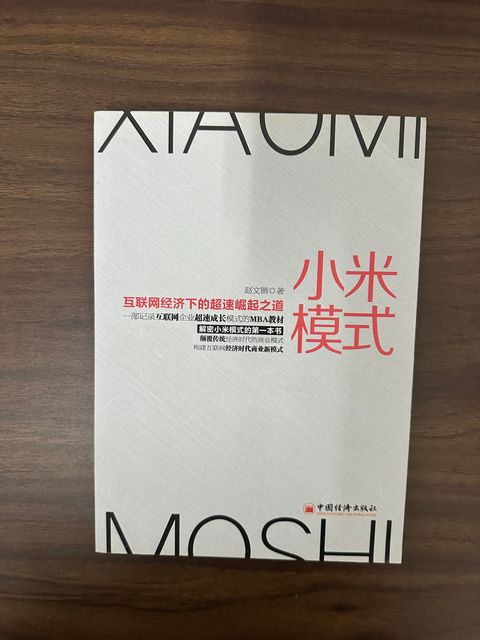 XIAOMI
小米
模式
赵文锴◎著
互联网经济下的超速崛起之道
一部记录互联网企业超速成长模式的MBA教材
解密小米模式的第一本书
颠覆传统经济时代的商业模式
构建互联网经济时代商业新模式
中国经济出版社
MOSHI